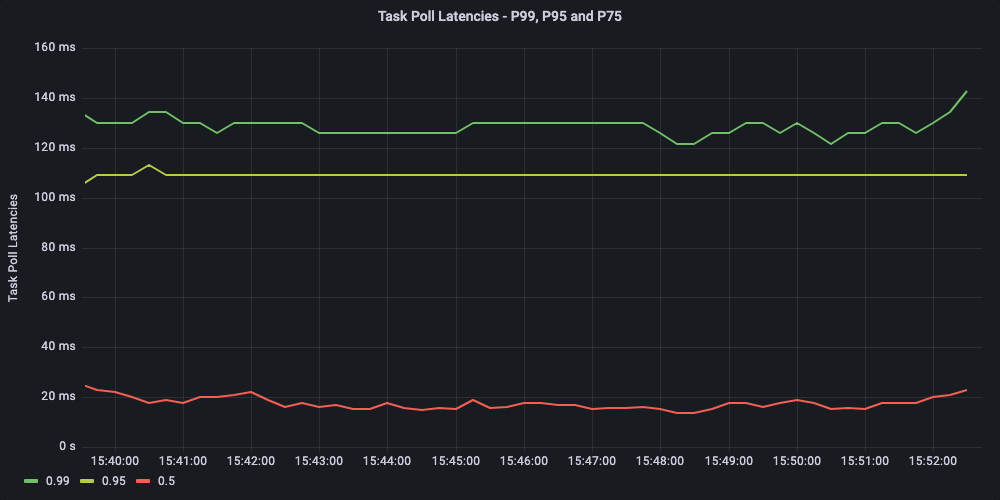 Task Poll Latencies - P99, P95 and P75
Task Poll Latencies
160 ms
140 ms
120 ms
100 ms
80 ms
60 ms
40 ms
20 ms
0 s
15:40:00 15:41:00 15:42:00 15:43:00 15:44:00 15:45:00 15:46:00 15:47:00 15:48:00 15:49:00 15:50:00 15:51:00 15:52:00
0.99 0.95 0.5